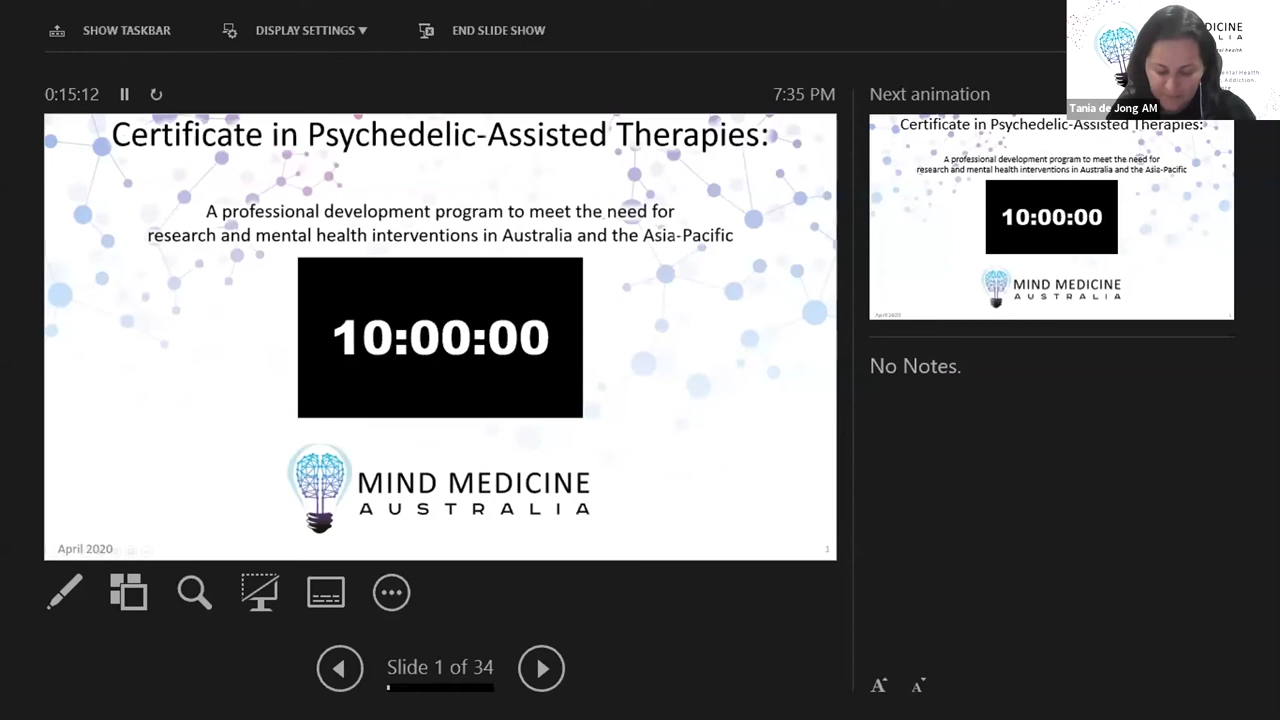 SHOW TASKBAR
DISPLAY SETTINGS ▼
END SLIDE SHOW
0:15:12
7:35 PM
Certificate in Psychedelic-Assisted Therapies:
A professional development program to meet the need for
research and mental health interventions in Australia and the Asia-Pacific
10:00:00
MIND MEDICINE
AUSTRALIA
April 2020
1
Slide 1 of 34
Tania de Jong AM
Next animation
Certificate in Psychedelic-Assisted Therapies:
A professional development program to meet the need for
research and mental health interventions in Australia and the Asia-Pacific
10:00:00
MIND MEDICINE
AUSTRALIA
April 2020
No Notes.
A A